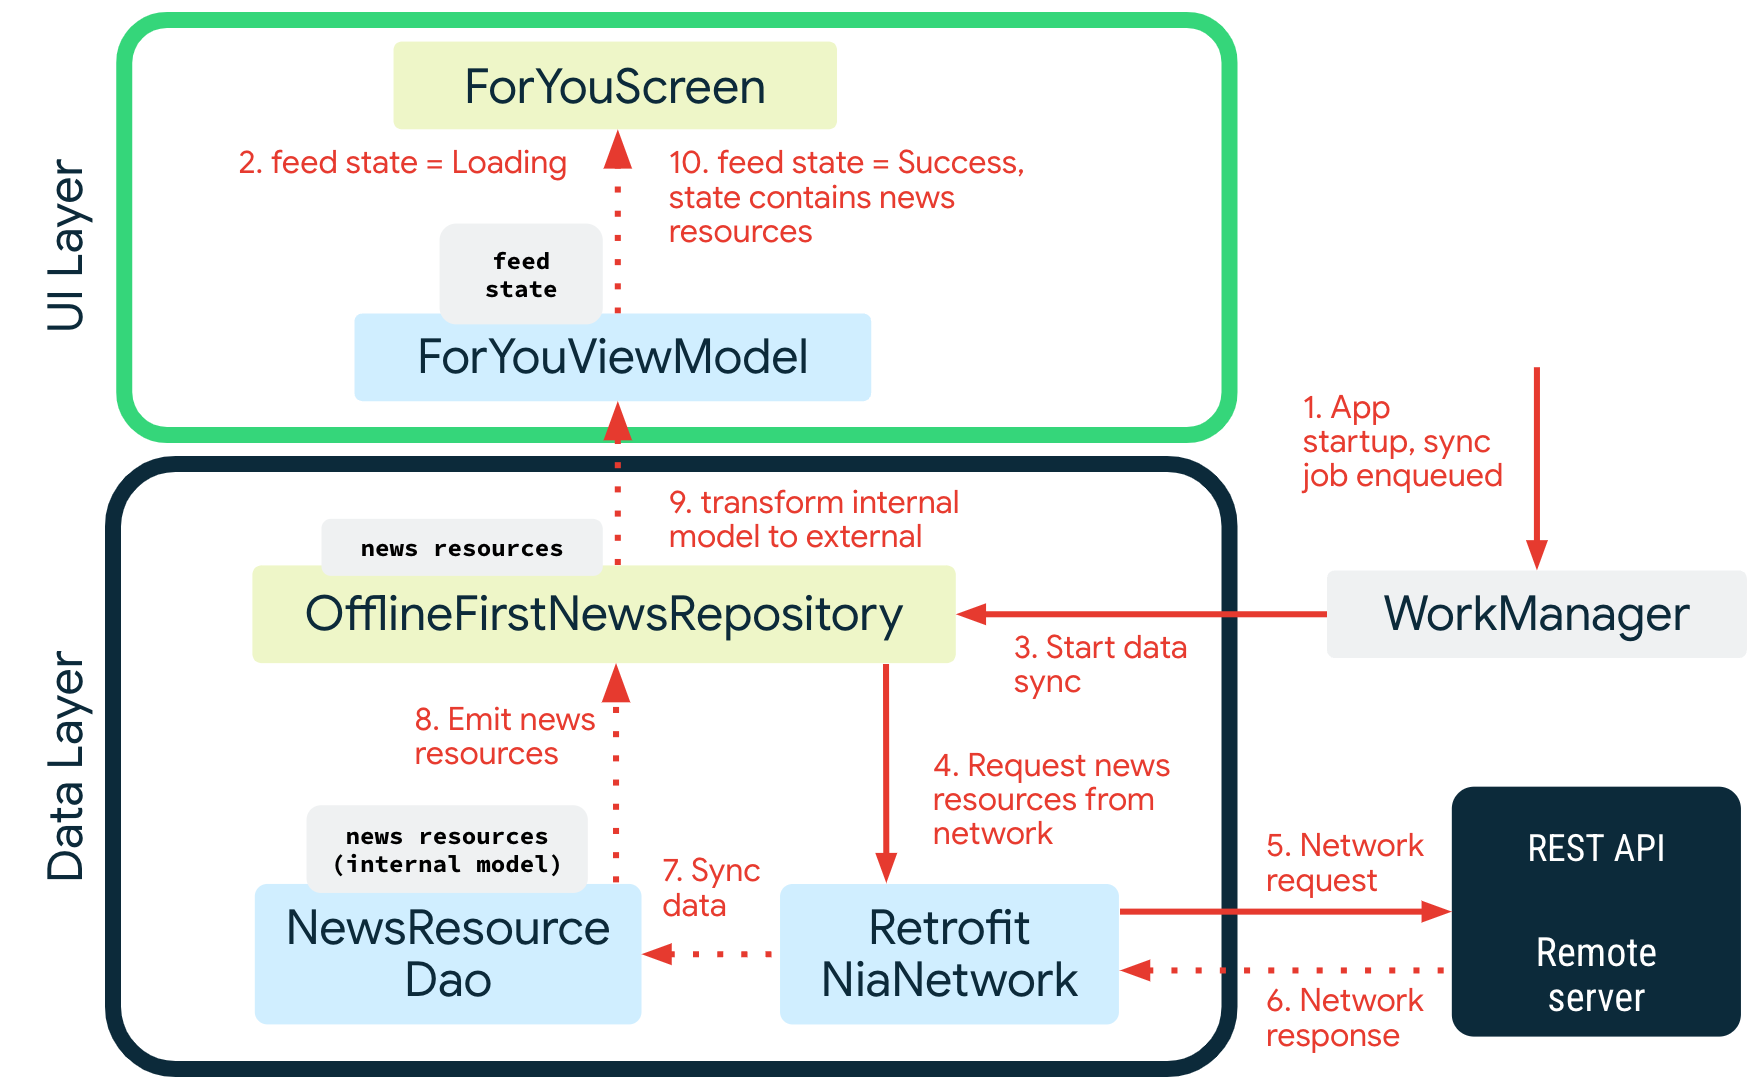 UI Layer
ForYouScreen
2. feed state = Loading
10. feed state = Success,
state contains news
resources
feed
state
ForYouViewModel
1. App
startup, sync
job enqueued
Data Layer
9. transform internal
model to external
news resources
OfflineFirstNewsRepository
WorkManager
3. Start data
sync
8. Emit news
resources
4. Request news
resources from
network
news resources
(internal model)
7. Sync
data
NewsResource
Dao
Retrofit
NiaNetwork
5. Network
request
6. Network
response
REST API
Remote
server